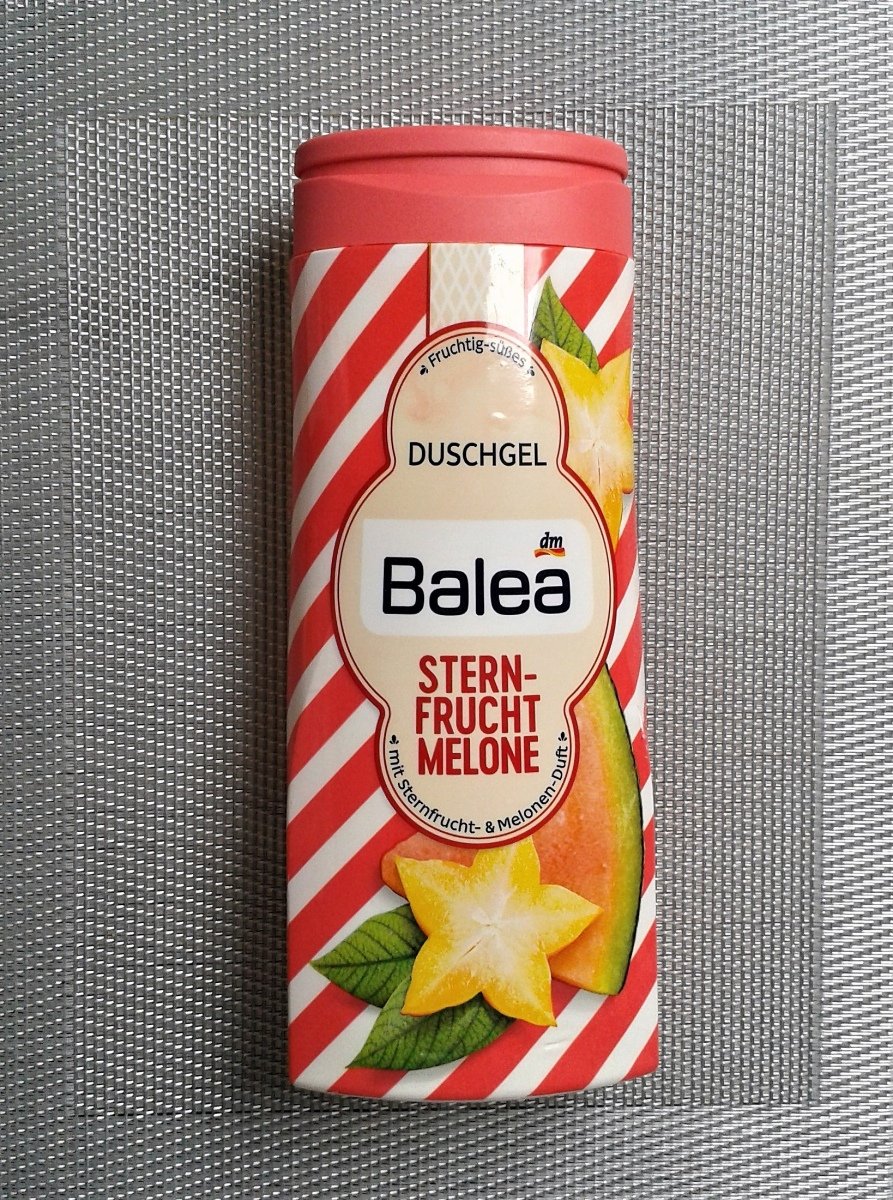 Fruchtig-süßes
DUSCHGEL
dm
Balea
STERN-
FRUCHT
MELONE
mit Sternfrucht- & Melonen-Duft